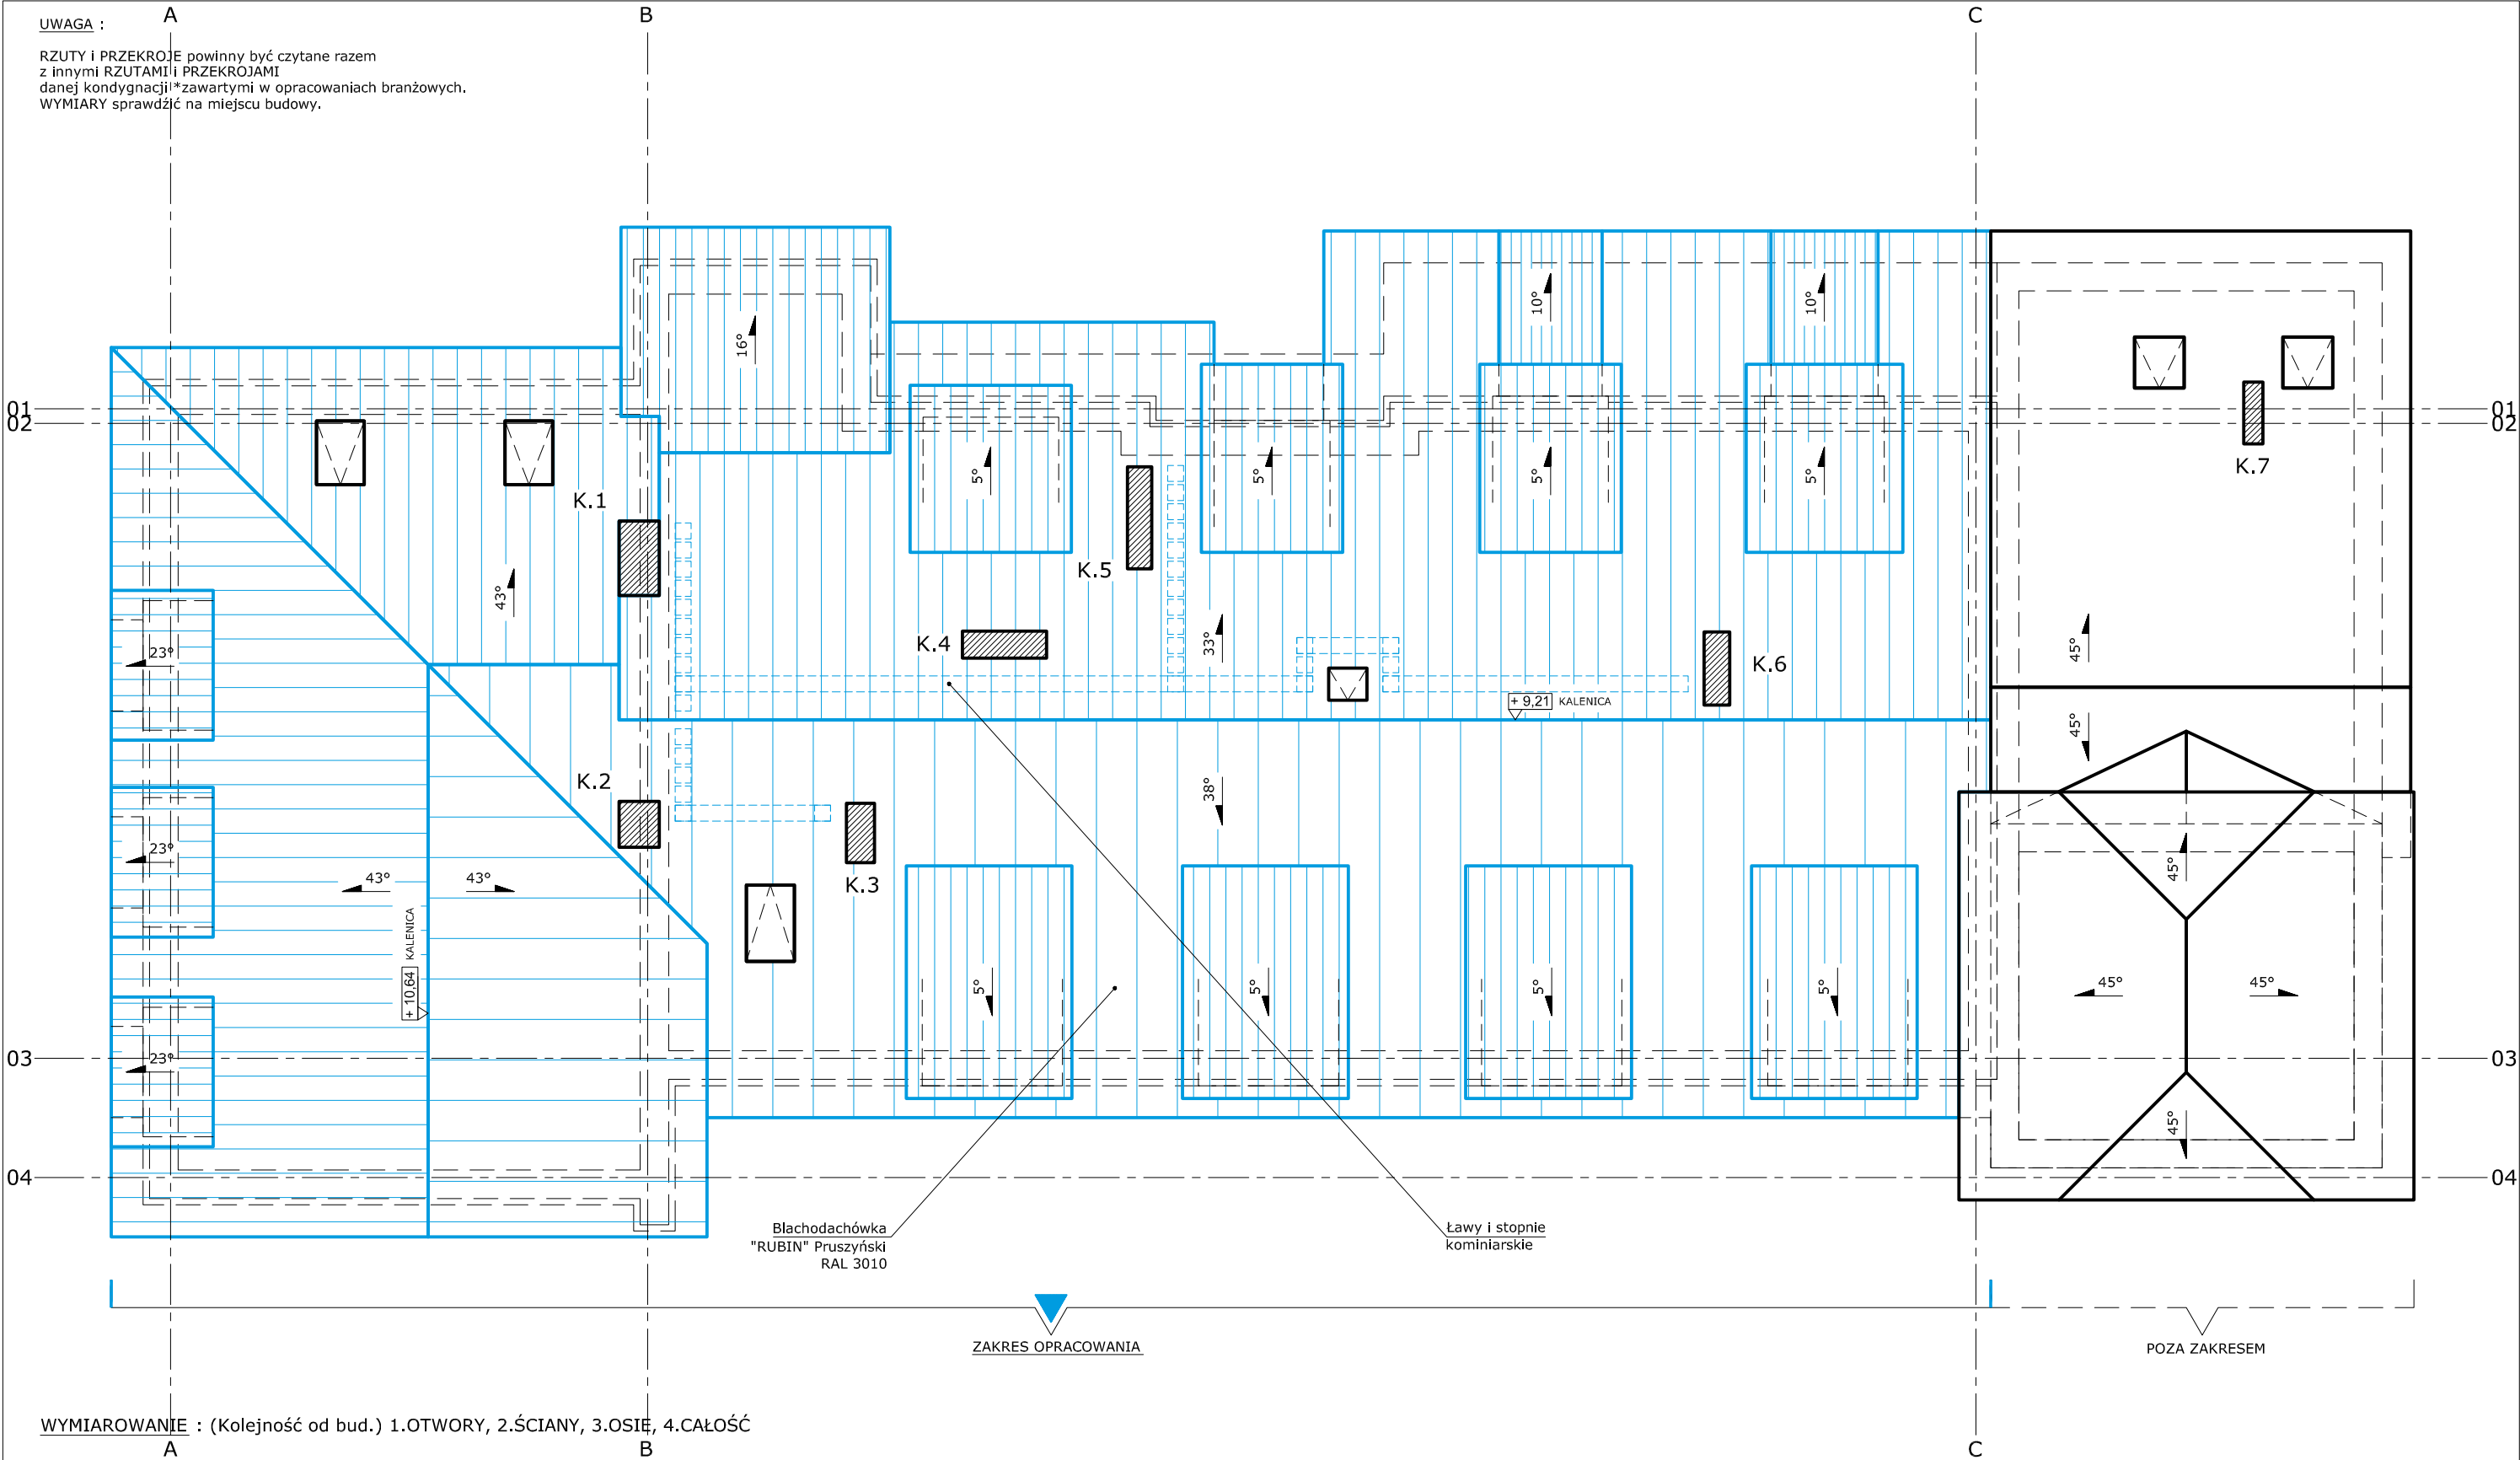 A
B
C
UWAGA :
RZUTY i PRZEKROJE powinny być czytane razem
z innymi RZUTAMI i PRZEKROJAMI
danej kondygnacji *zawartymi w opracowaniach branżowych.
WYMIARY sprawdzić na miejscu budowy.
10°
10°
16°
01
01
02
02
5°
5°
5°
5°
K.7
K.1
K.5
43°
33°
45°
K.4
K.6
23°
+ 9,21 KALENICA
45°
K.2
38°
23°
45°
43°
43°
K.3
+ 10,64 KALENICA
5°
5°
5°
5°
45°
45°
03
23°
03
45°
04
04
Blachodachówka
"RUBIN" Pruszyński
RAL 3010
Ławy i stopnie
kominiarskie
ZAKRES OPRACOWANIA
POZA ZAKRESEM
WYMIAROWANIE : (Kolejność od bud.) 1.OTWORY, 2.ŚCIANY, 3.OSIE, 4.CAŁOŚĆ
A
B
C